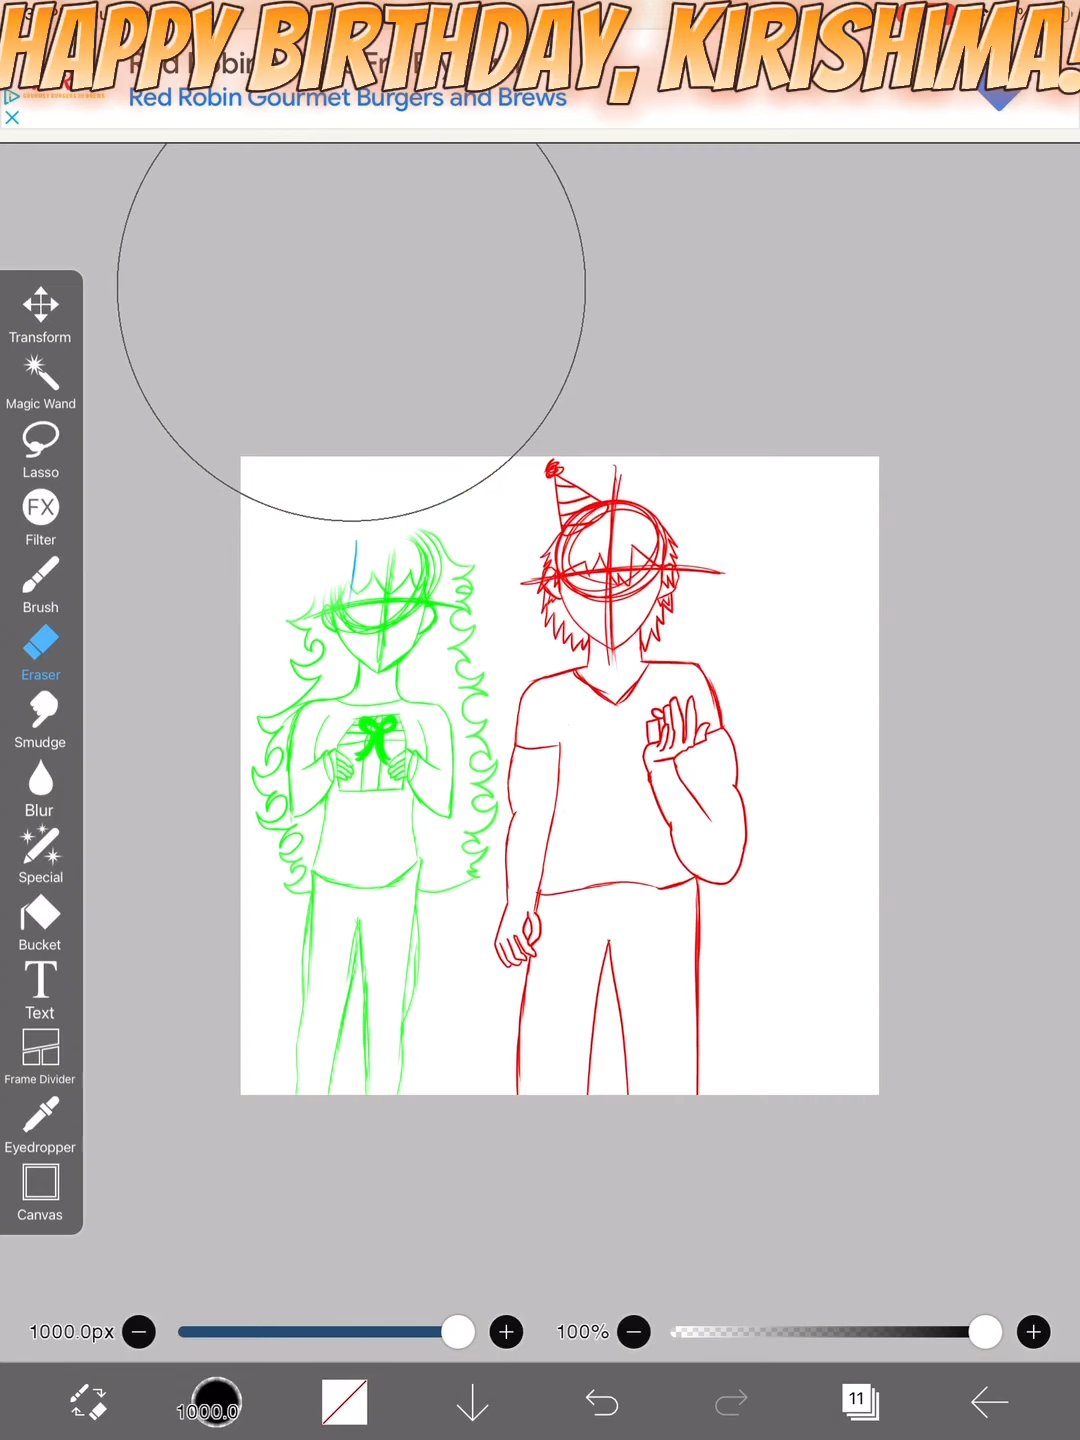 HAPPY BIRTHDAY, KIRISHIMA!
Red Robin Gourmet Burgers and Brews
Transform
Magic Wand
Lasso
FX
Filter
Brush
Eraser
Smudge
Blur
Special
Bucket
T
Text
Frame Divider
Eyedropper
Canvas
1000.0px
100%
1000.0
11